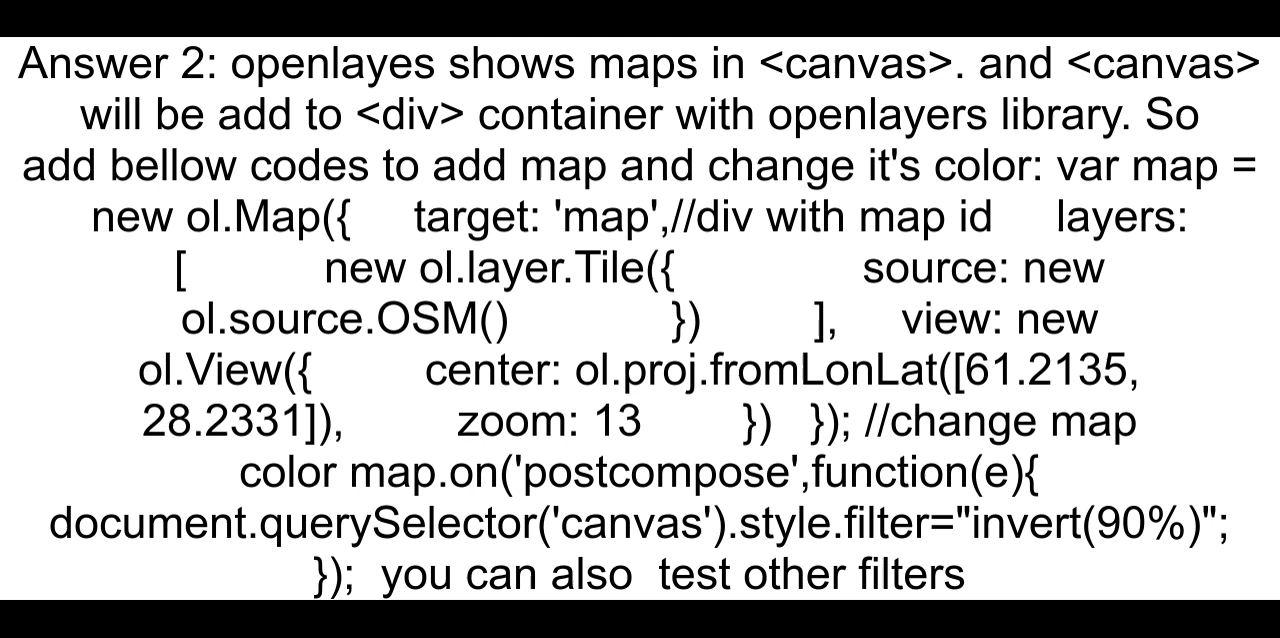 Answer 2: openlayes shows maps in <canvas>. and <canvas>
will be add to <div> container with openlayers library. So
add bellow codes to add map and change it's color: var map =
new ol.Map({     target: 'map',//div with map id     layers:
[           new ol.layer.Tile({               source: new
ol.source.OSM()             })         ],     view: new
ol.View({         center: ol.proj.fromLonLat([61.2135,
28.2331]),         zoom: 13        })   }); //change map
color map.on('postcompose',function(e){
document.querySelector('canvas').style.filter="invert(90%)";
});  you can also  test other filters